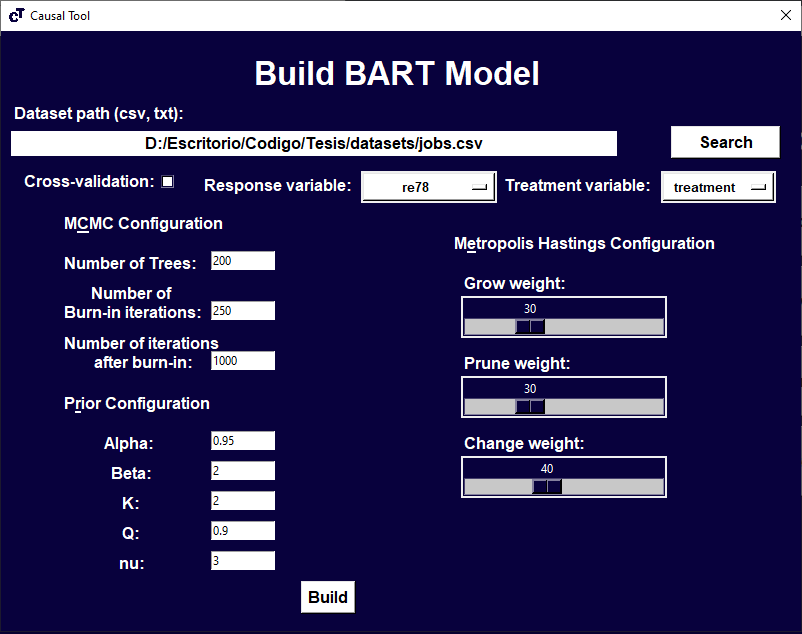 CT Causal Tool
Build BART Model
Dataset path (csv, txt):
D:/Escritorio/Codigo/Tesis/datasets/jobs.csv
Search
Cross-validation:
Response variable:
re78
Treatment variable:
treatment
MCMC Configuration
Number of Trees:
200
Number of
Burn-in iterations:
250
Number of iterations
after burn-in:
1000
Prior Configuration
Alpha:
0.95
Beta:
2
K:
2
Q:
0.9
nu:
3
Metropolis Hastings Configuration
Grow weight:
30
Prune weight:
30
Change weight:
40
Build